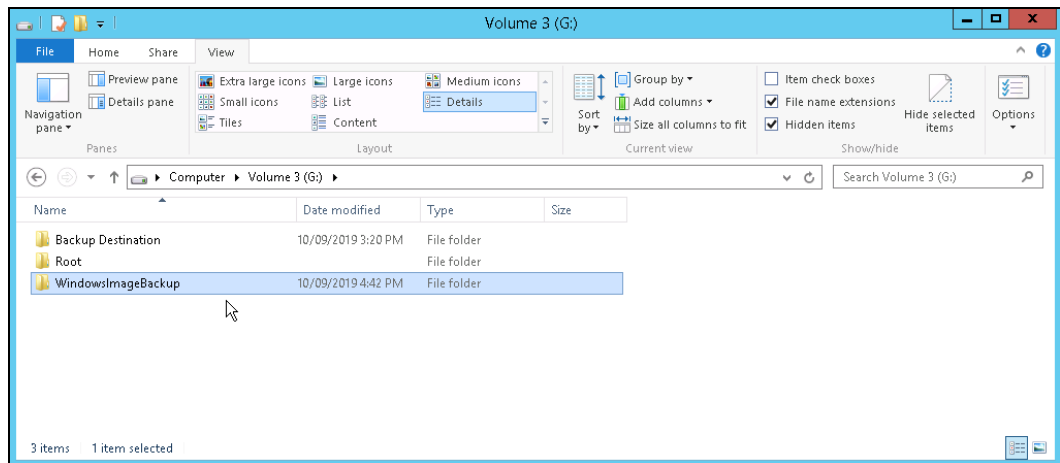 Volume 3 (G:)
File Home Share View
Preview pane
Details pane
Navigation pane
Panes
Extra large icons Large icons Medium icons
Small icons List Details
Tiles Content
Layout
Sort by
Group by
Add columns
Size all columns to fit
Current view
Item check boxes
File name extensions
Hidden items
Hide selected items
Show/hide
Options
Computer Volume 3 (G:) Search Volume 3 (G:)
Name Date modified Type Size
Backup Destination 10/09/2019 3:20 PM File folder
Root File folder
WindowsImageBackup 10/09/2019 4:42 PM File folder
3 items 1 item selected